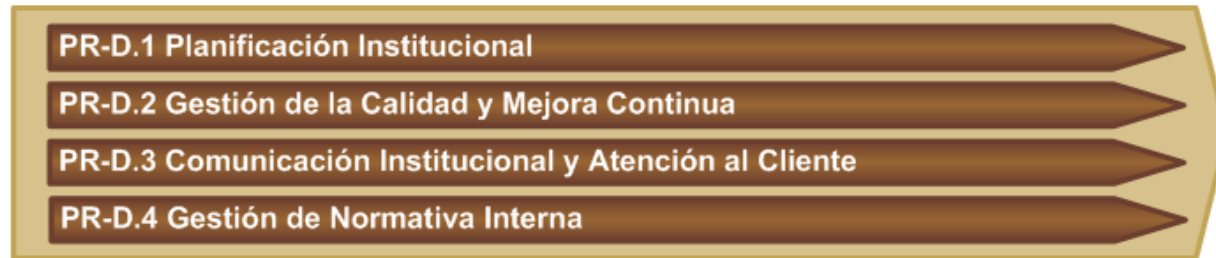 PR-D.1 Planificación Institucional
PR-D.2 Gestión de la Calidad y Mejora Continua
PR-D.3 Comunicación Institucional y Atención al Cliente
PR-D.4 Gestión de Normativa Interna